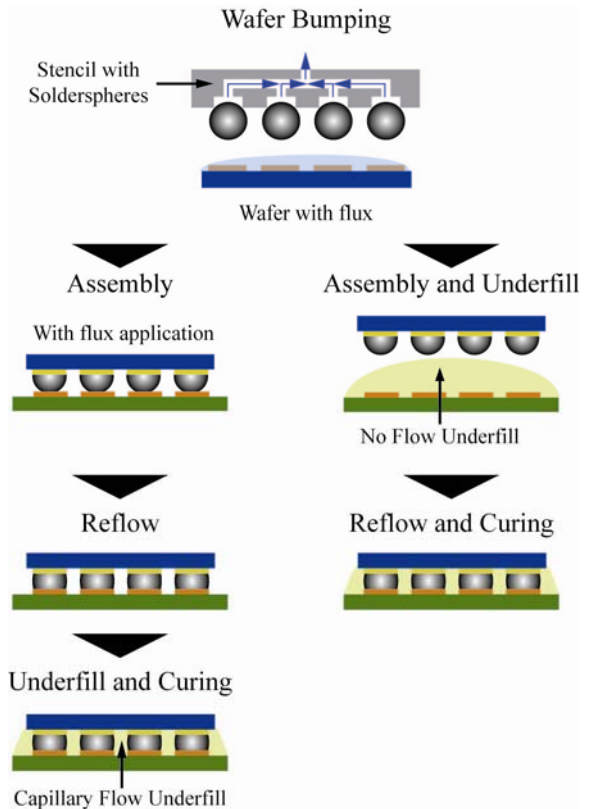 Wafer Bumping
Stencil with
Solderspheres
Wafer with flux
Assembly
With flux application
Reflow
Underfill and Curing
Capillary Flow Underfill
Assembly and Underfill
No Flow Underfill
Reflow and Curing